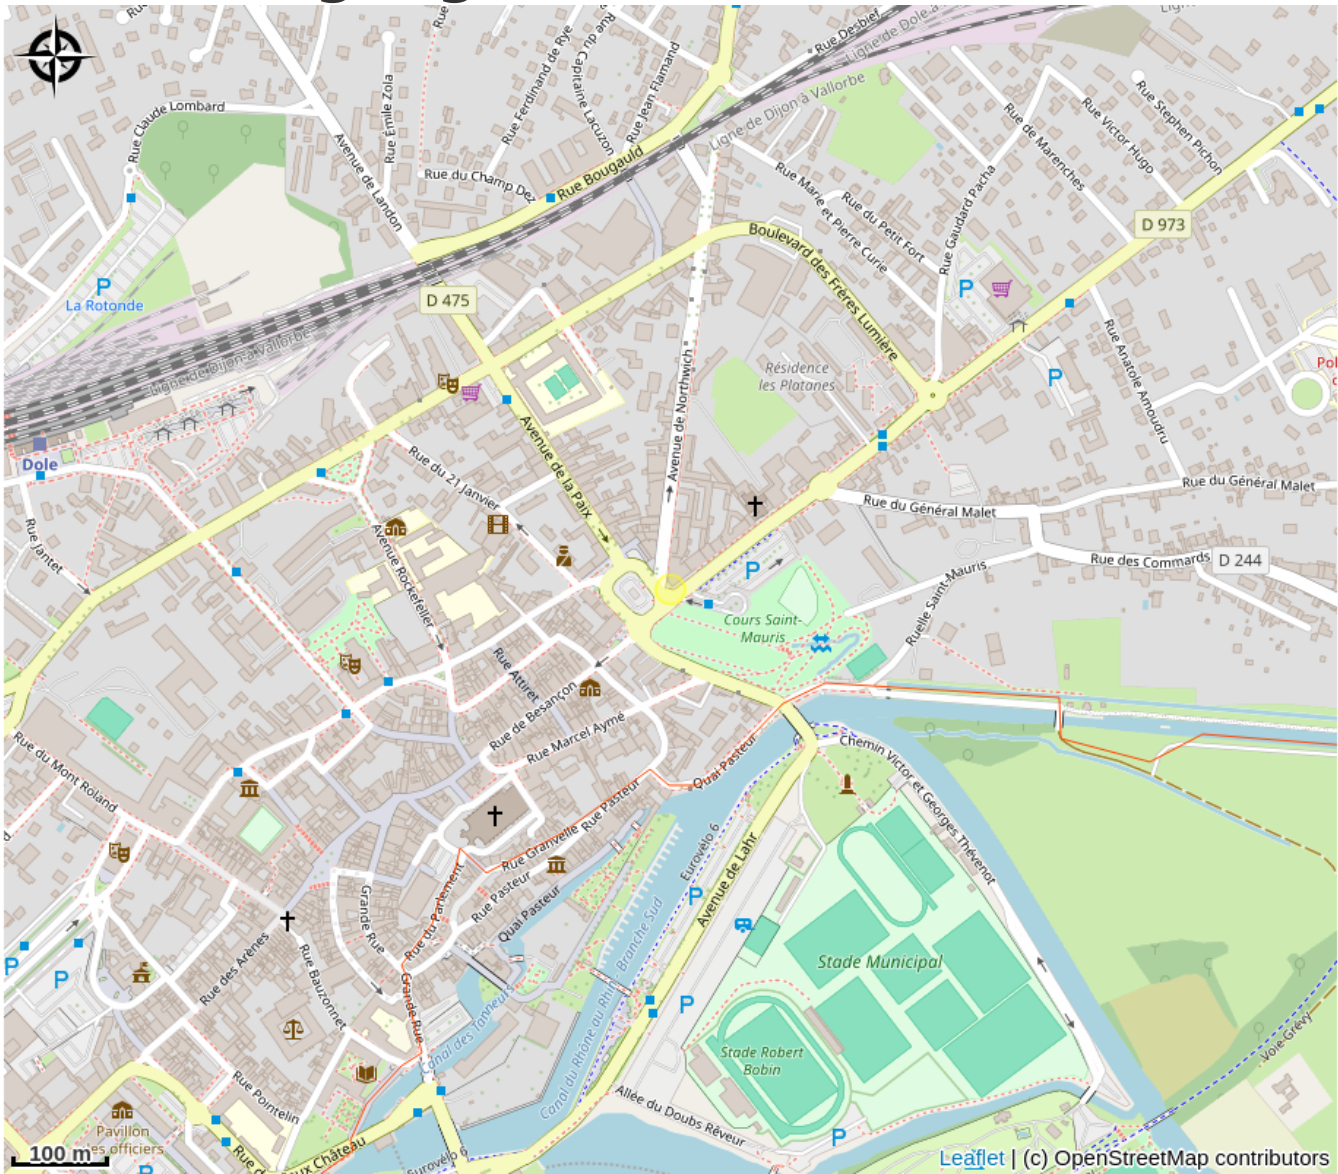 Rue Desbief
Ligne de Dole à
Rue Ferdinand de Rye
Rue du Capitaine Lacuzon
Rue Jean Flamand
Ligne de Dijon à Vallorbe
Rue Claude Lombard
Rue Émile Zola
Avenue de Landon
Rue du Champ Dez
Rue Bougauld
Rue de Marenches
Rue Victor Hugo
Rue Stephen Pichon
Rue Marie et Pierre Curie
Rue du Petit Fort
Rue Gaudard Pacha
D 973
Boulevard des Frères Lumière
P
La Rotonde
D 475
P
Ligne de Dijon à Vallorbe
Avenue de Northwich
Résidence
les Platanes
P
Rue Anatole Amoudru
Pol
Dole
Avenue de la Paix
Rue du 21 Janvier
Rue du Général Malet
Rue du Général Malet
Rue Jantet
Avenue Rockefeller
Rue des Commards
D 244
P
Cours Saint-
Mauris
Ruelle Saint-Mauris
Rue Attiret
Rue de Besançon
Rue Marcel Aymé
Rue du Mont Roland
Quai Pasteur
Chemin Victor et Georges Thévenot
Rue Granvelle
Rue Pasteur
Rue Pasteur
Quai Pasteur
Eurovélo 6
Avenue de Lahr
P
Grande Rue
Rue du Parlement
Rue des Arènes
Rue Bauzonnet
Grande Rue
Canal des Tanneurs
Canal du Rhône au Rhin Branche Sud
Stade Municipal
P
P
P
Stade Robert
Bobin
Voie Grévy
Rue Pointelin
Allée du Doubs Rêveur
Pavillon
des officiers
P
P
Eurovélo 6
100 m
Leaflet | (c) OpenStreetMap contributors